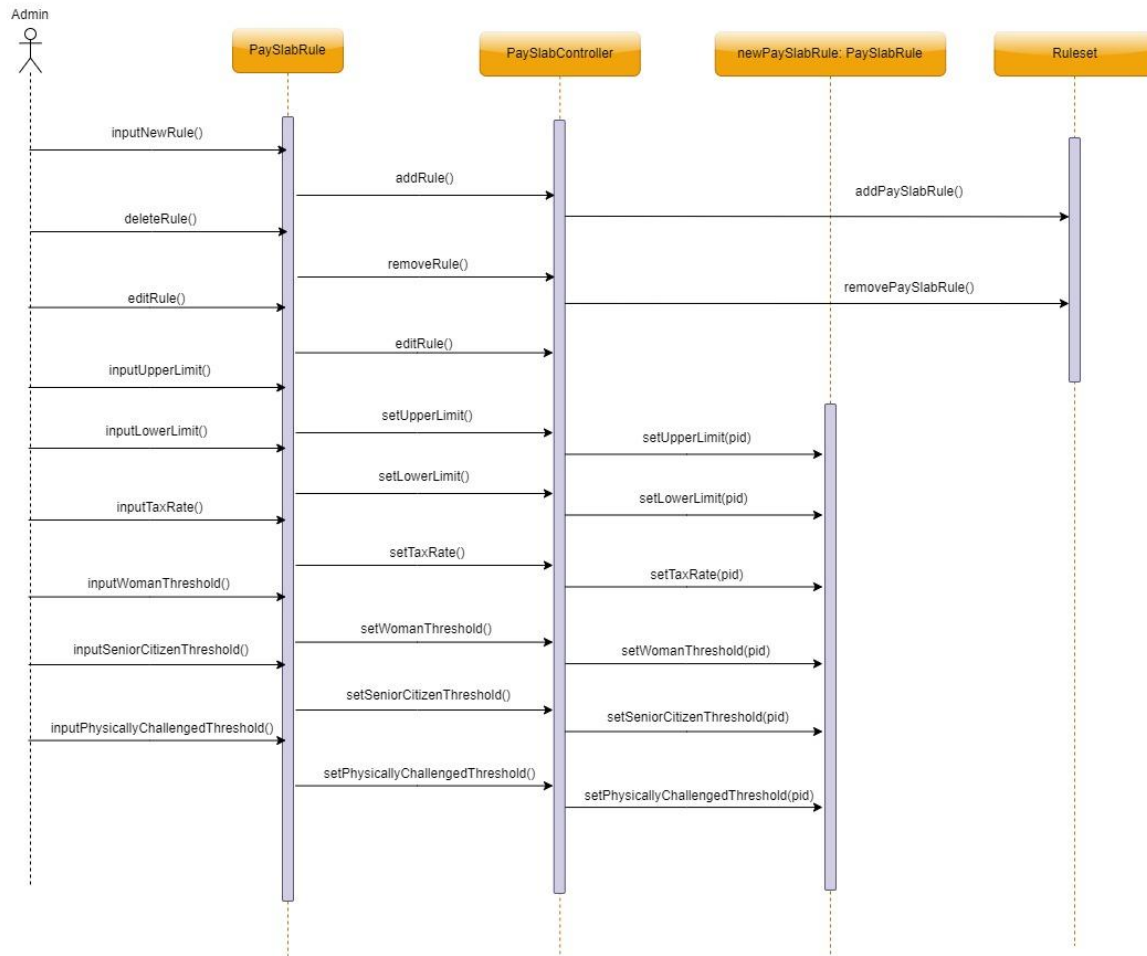 Admin
PaySlabRule
PaySlabController
newPaySlabRule: PaySlabRule
Ruleset
inputNewRule()
addRule()
addPaySlabRule()
deleteRule()
removeRule()
removePaySlabRule()
editRule()
editRule()
inputUpperLimit()
setUpperLimit()
inputLowerLimit()
setUpperLimit(pid)
setLowerLimit()
setLowerLimit(pid)
inputTaxRate()
setTaxRate()
setTaxRate(pid)
inputWomanThreshold()
setWomanThreshold()
inputSeniorCitizenThreshold()
setWomanThreshold(pid)
setSeniorCitizenThreshold()
setSeniorCitizenThreshold(pid)
inputPhysicallyChallengedThreshold()
setPhysicallyChallengedThreshold()
setPhysicallyChallengedThreshold(pid)